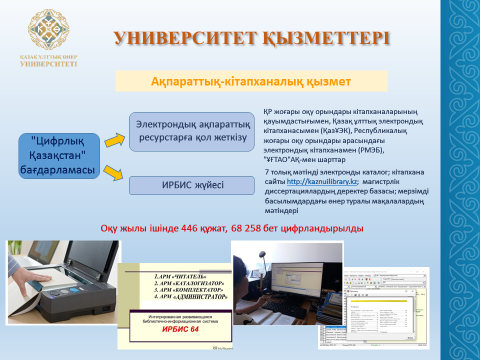 ҚАЗАҚ ҰЛТТЫҚ ӨНЕР
УНИВЕРСИТЕТІ
УНИВЕРСИТЕТ ҚЫЗМЕТТЕРІ
Ақпараттық-кітапханалық қызмет
"Цифрлық
Қазақстан"
бағдарламасы
Электрондық ақпараттық
ресурстарға қол жеткізу
ҚР жоғары оқу орындары кітапханаларының
қауымдастығымен, Қазақ ұлттық электрондық
кітапханасымен (ҚазҰЭК), Республикалық
жоғары оқу орындары арасындағы
электрондық кітапханамен (РМЭБ),
"ҰҒТАО"АҚ-мен шарттар
ИРБИС жүйесі
7 толық мәтінді электронды каталог; кітапхана
сайты http://kaznuilibrary.kz; магистрлік
диссертациялардың деректер базасы; мерзімді
басылымдардағы өнер туралы мақалалардың
мәтіндері
Оқу жылы ішінде 446 құжат, 68 258 бет цифрландырылды
1. АРМ «ЧИТАТЕЛЬ»
2. АРМ «КАТАЛОГИЗАТОР»
3. АРМ «КОМПЛЕКТАТОР»
4. АРМ «АДМИНИСТРАТОР»
Интегрированная развивающаяся
библиотечно-информационная система
ИРБИС 64